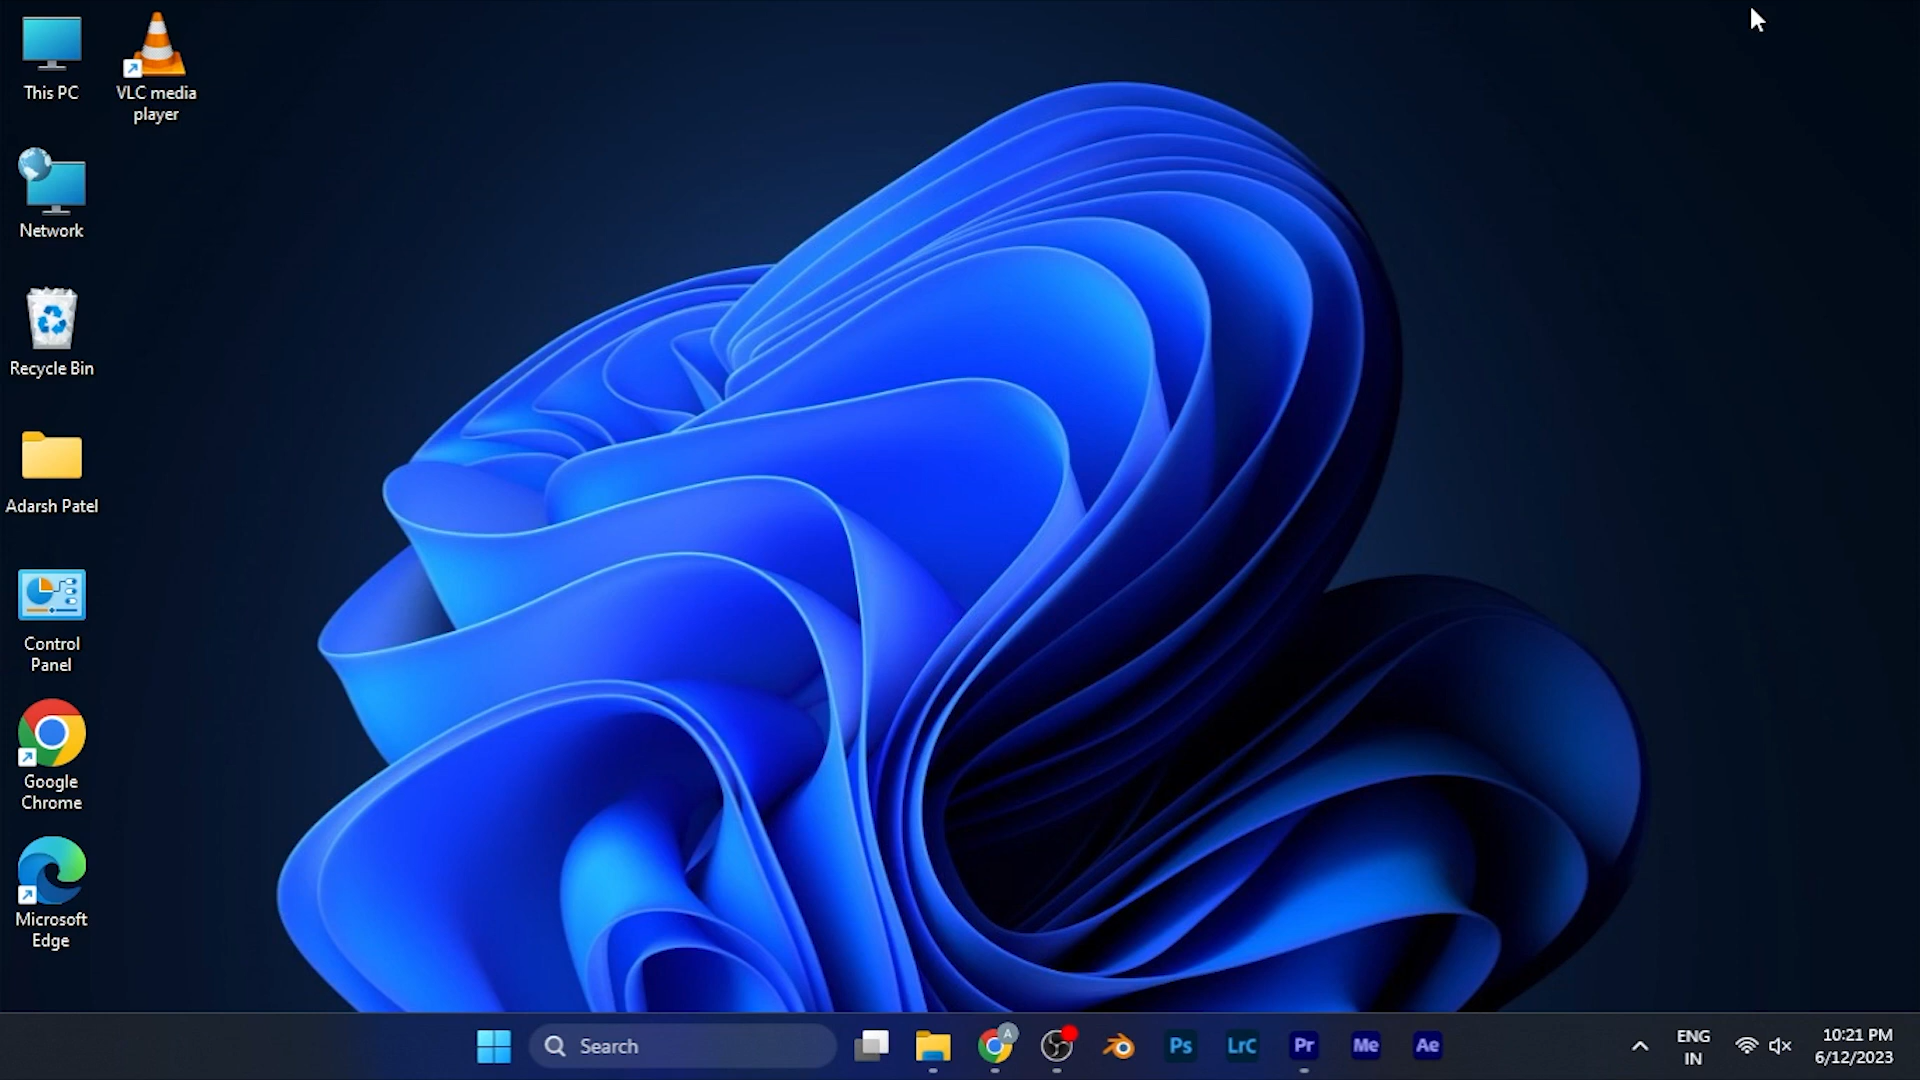 This PC
VLC media
player
Network
Recycle Bin
Adarsh Patel
Control
Panel
Google
Chrome
Microsoft
Edge
Search
A
Ps
LrC
Pr
Me
Ae
ENG
IN
10:21 PM
6/12/2023